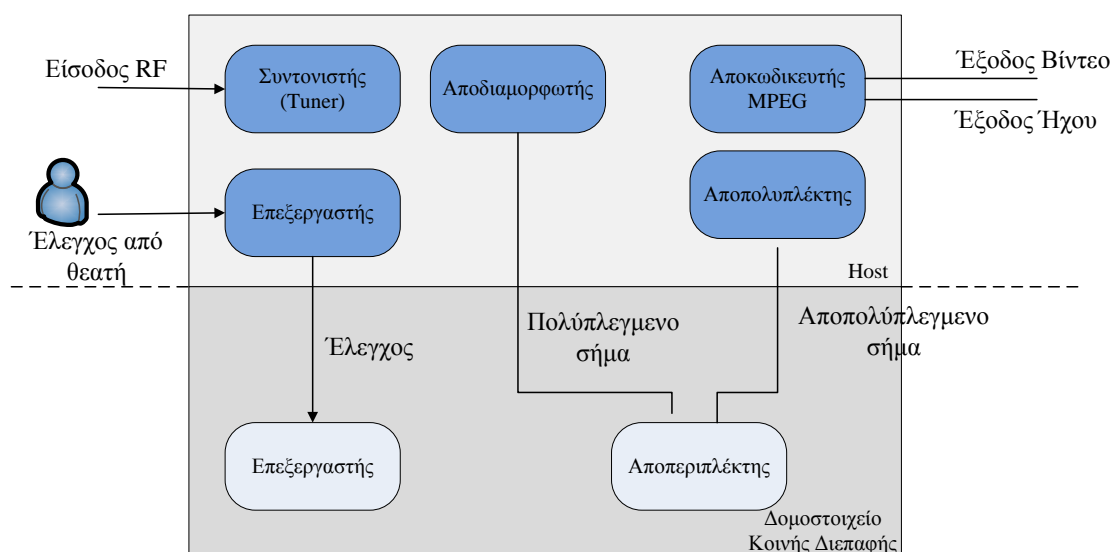 Είσοδος RF
Συντονιστής
(Tuner)
Αποδιαμορφωτής
Αποκωδικευτής
MPEG
Έξοδος Βίντεο
Έξοδος Ήχου
Επεξεργαστής
Αποπολυπλέκτης
Έλεγχος από
θεατή
Host
Έλεγχος
Πολύπλεγμενο
σήμα
Αποπολύπλεγμενο
σήμα
Επεξεργαστής
Αποπεριπλέκτης
Δομοστοιχείο
Κοινής Διεπαφής